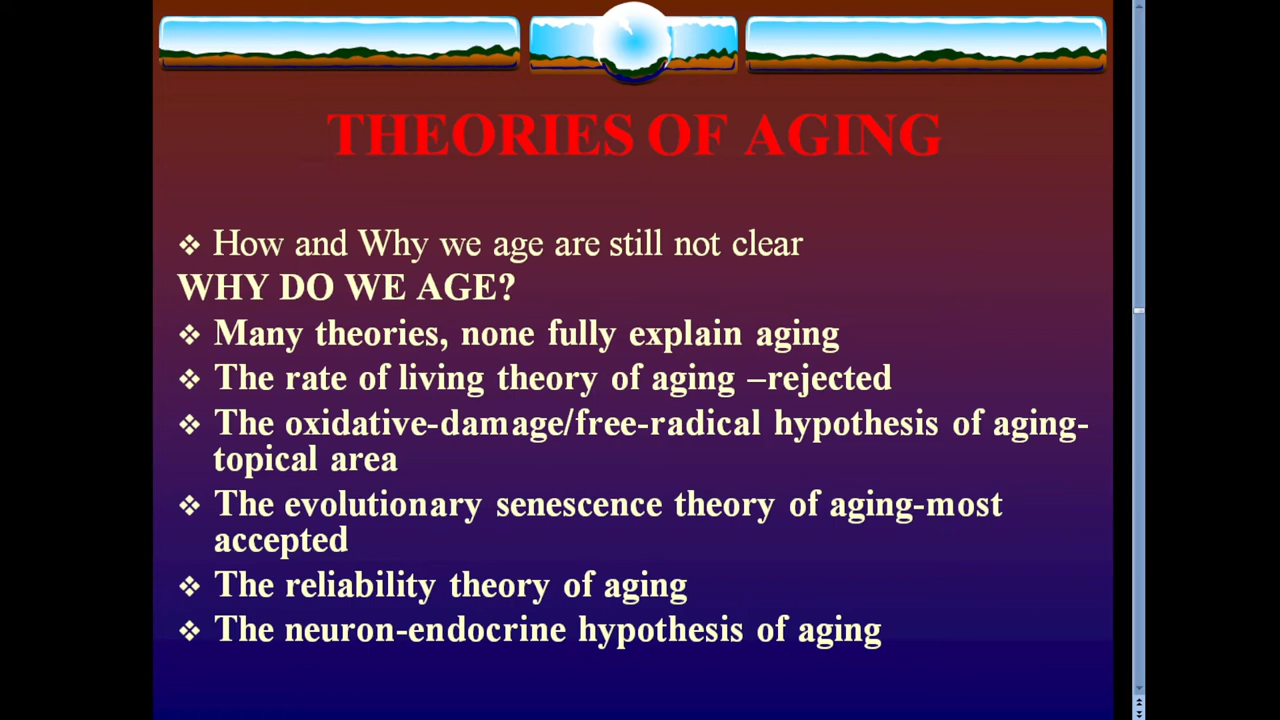 THEORIES OF AGING
❖ How and Why we age are still not clear
WHY DO WE AGE?
❖ Many theories, none fully explain aging
❖ The rate of living theory of aging –rejected
❖ The oxidative-damage/free-radical hypothesis of aging-
topical area
❖ The evolutionary senescence theory of aging-most
accepted
❖ The reliability theory of aging
❖ The neuron-endocrine hypothesis of aging